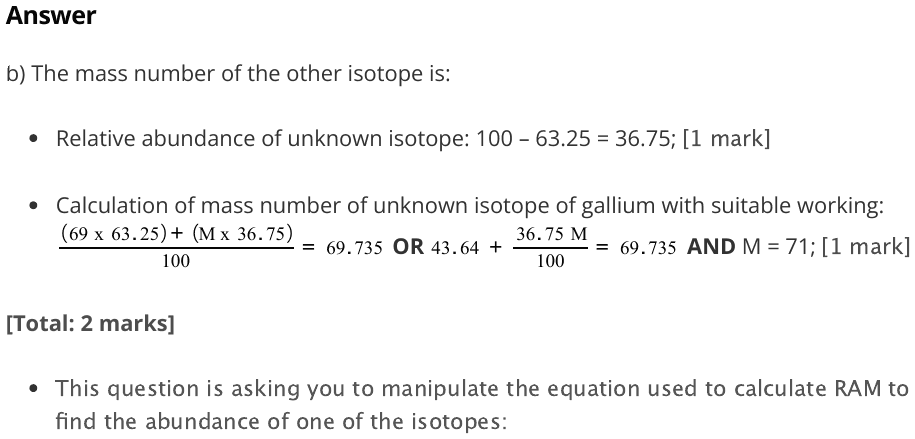 Answer
b) The mass number of the other isotope is:
• Relative abundance of unknown isotope: 100 – 63.25 = 36.75; [1 mark]
• Calculation of mass number of unknown isotope of gallium with suitable working:
(69 x 63.25)+ (M x 36.75) / 100 = 69.735 OR 43.64 + 36.75 M / 100 = 69.735 AND M = 71; [1 mark]
[Total: 2 marks]
• This question is asking you to manipulate the equation used to calculate RAM to
find the abundance of one of the isotopes: